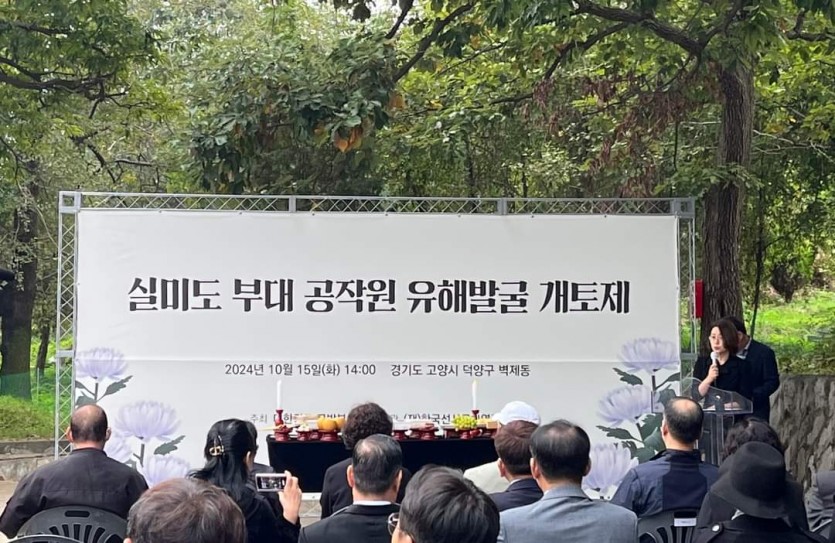 실미도 부대 공작원 유해발굴 개토제
2024년 10월 15일(화) 14:00 경기도 고양시 덕양구 벽제동
주최